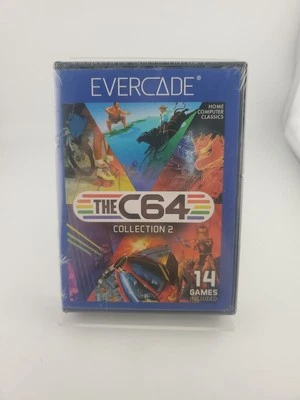 EVERCADE®
HOME
COMPUTER
CLASSICS
THE C64
COLLECTION 2
14
GAMES
INCLUDED